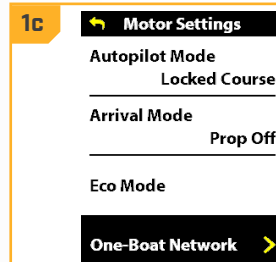 1c
Motor Settings
Autopilot Mode
Locked Course
Arrival Mode
Prop Off
Eco Mode
One-Boat Network